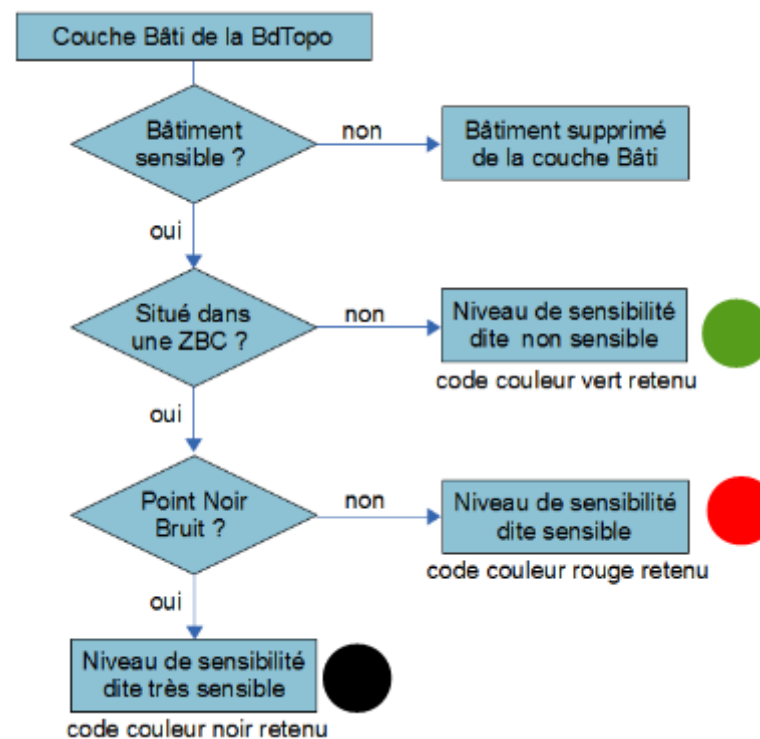 Couche Bâti de la BdTopo
Bâtiment
sensible ?
non
Bâtiment supprimé
de la couche Bâti
oui
Situé dans
une ZBC ?
non
Niveau de sensibilité
dite non sensible
code couleur vert retenu
oui
Point Noir
Bruit ?
non
Niveau de sensibilité
dite sensible
code couleur rouge retenu
oui
Niveau de sensibilité
dite très sensible
code couleur noir retenu